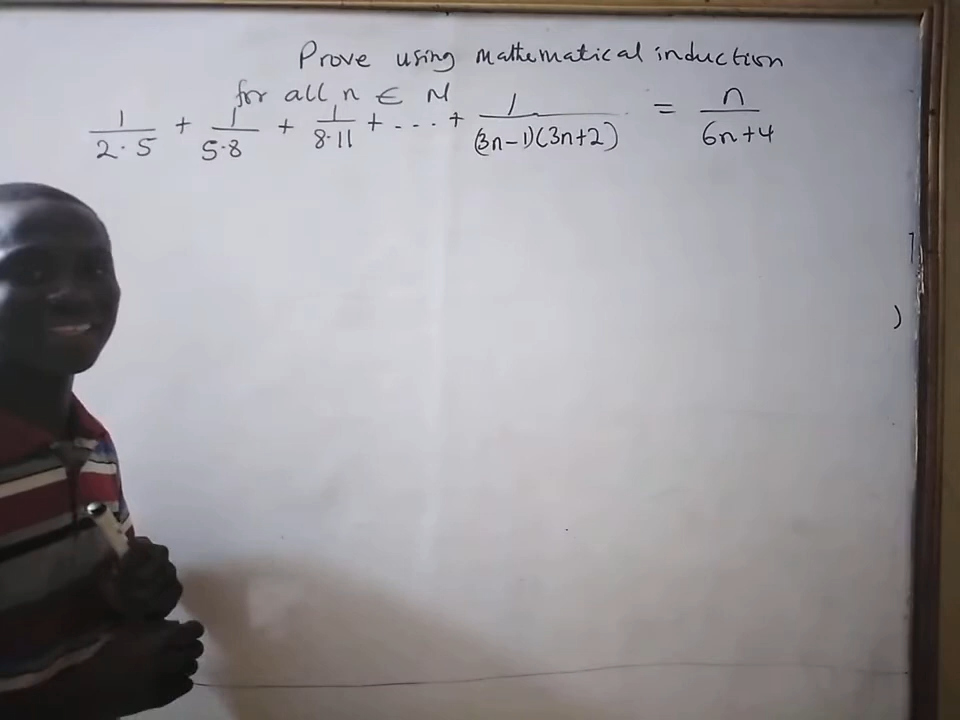 Prove using mathematical induction
for all n ∈ N
1/(2·5) + 1/(5·8) + 1/(8·11) + ... + 1/((3n-1)(3n+2)) = n/(6n+4)